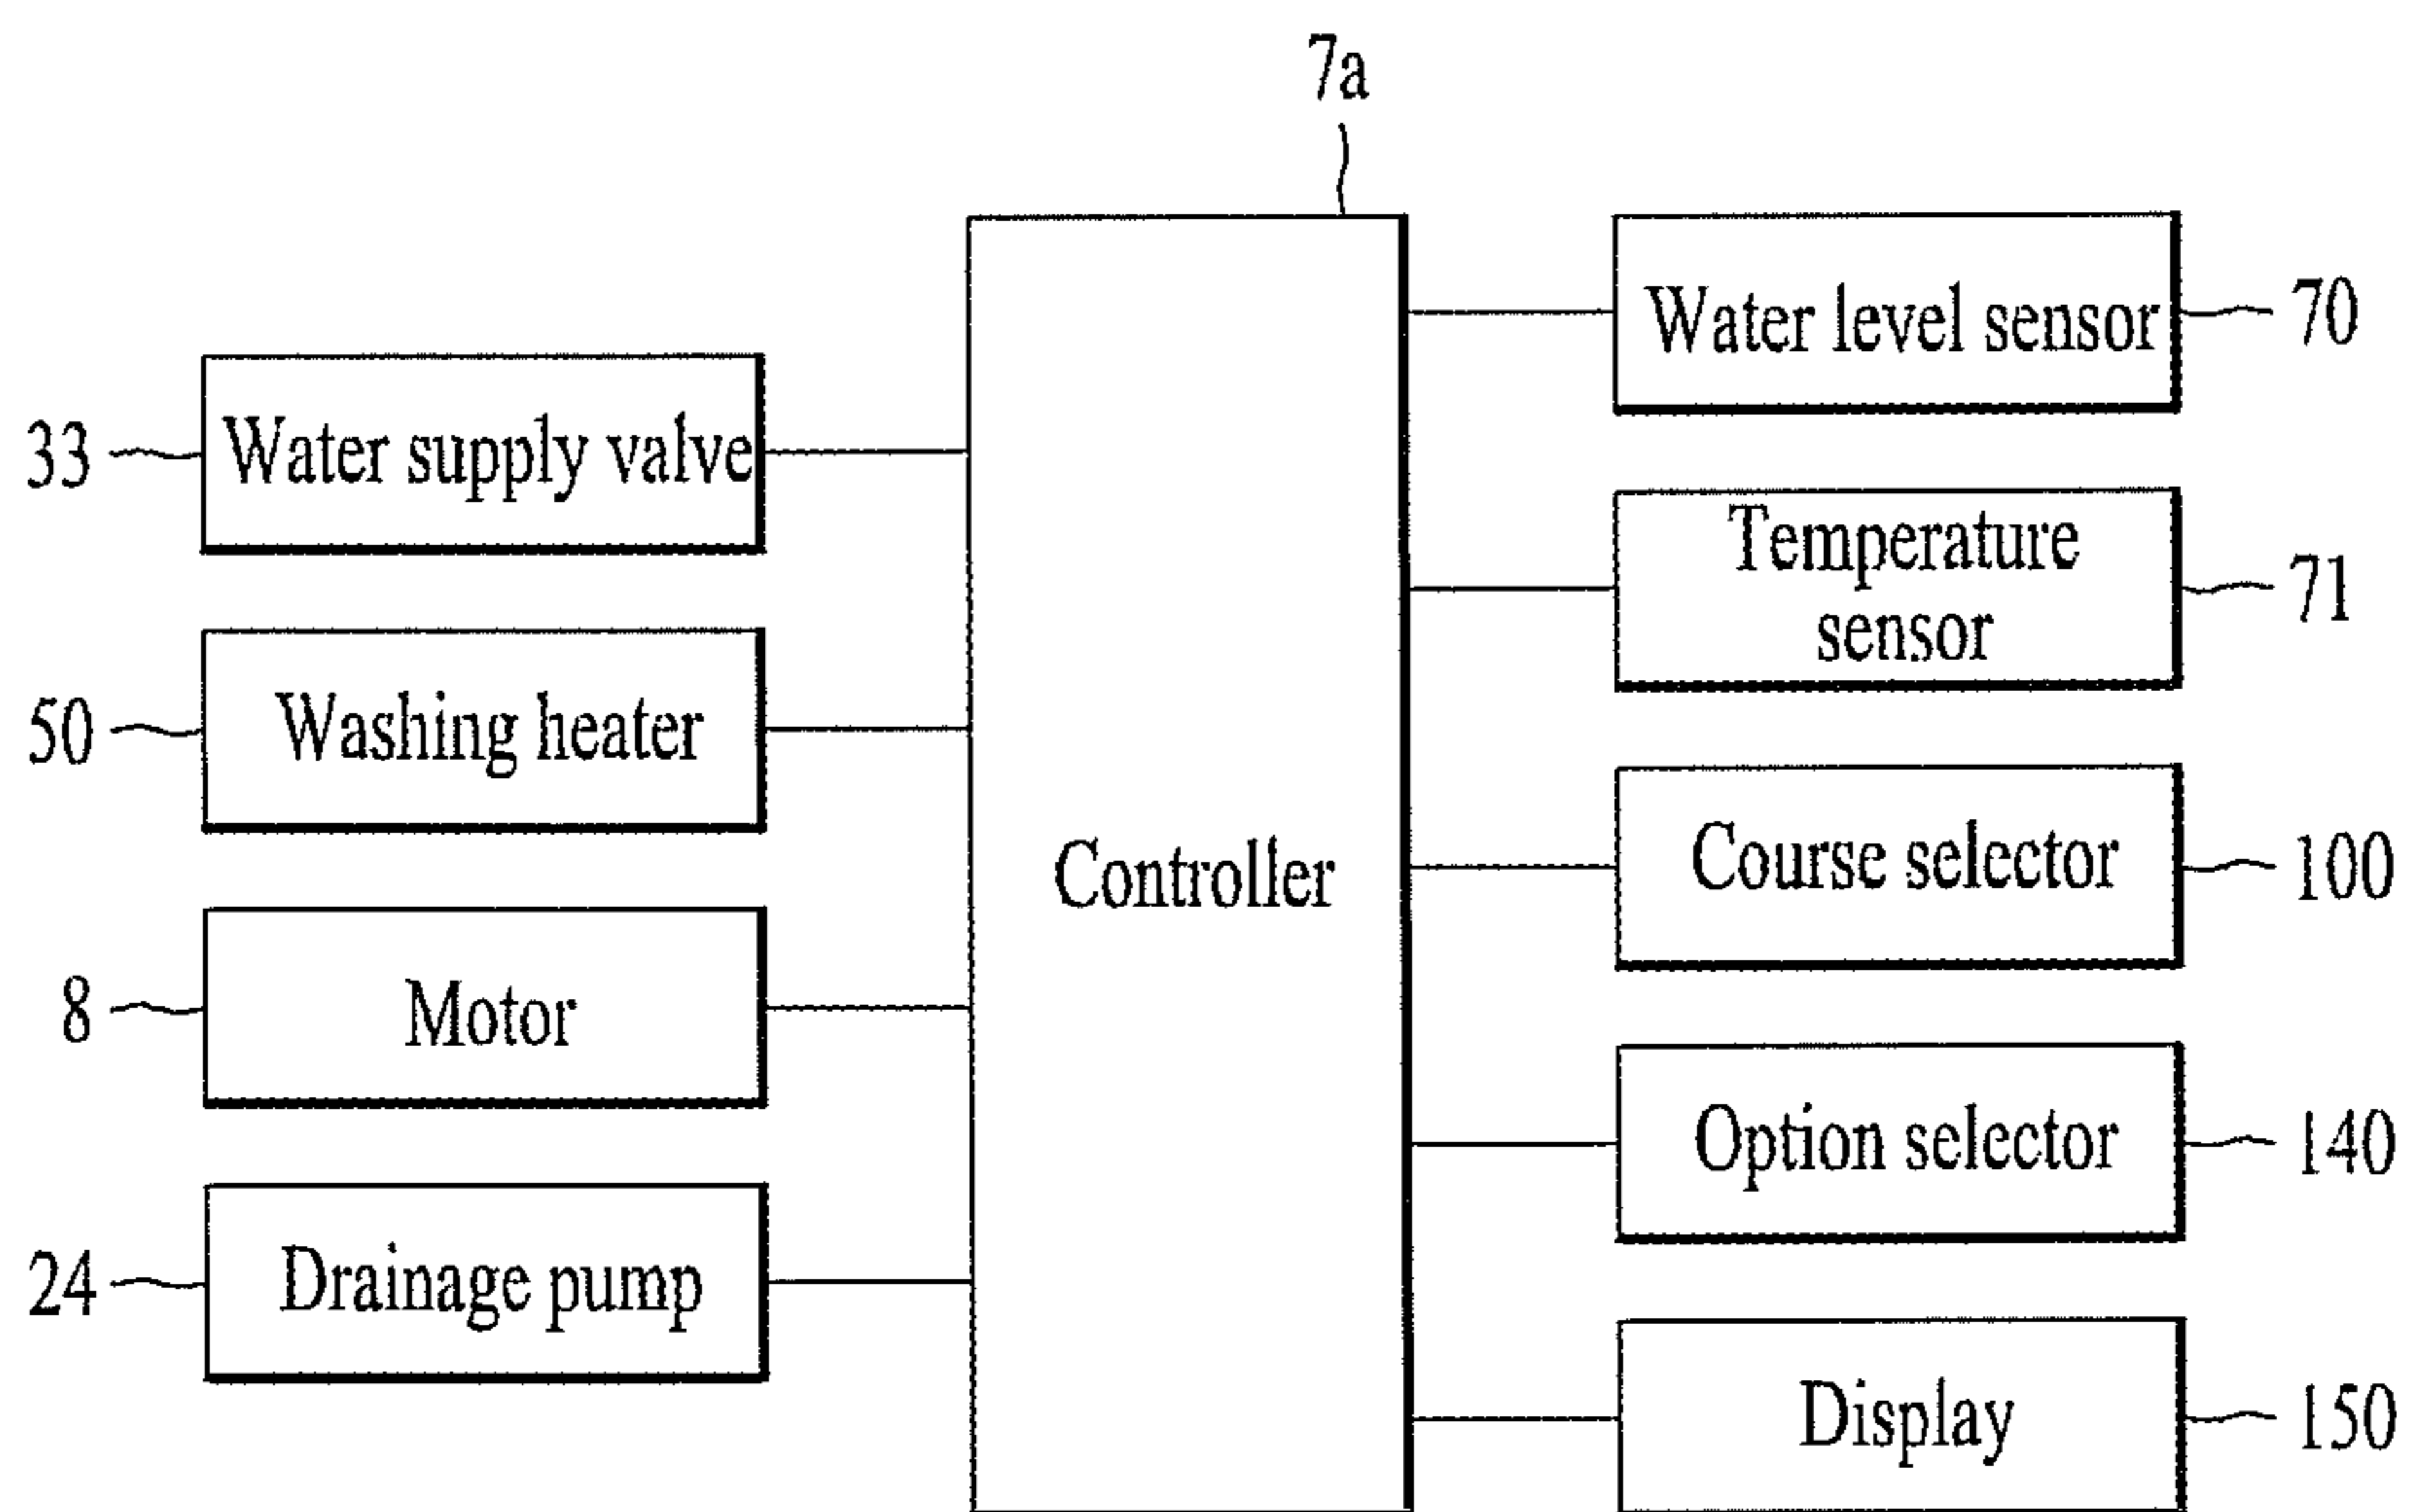 7a
Water level sensor 70
33 Water supply valve
Temperature
sensor
71
50 Washing heater
Controller
Course selector 100
8 Motor
Option selector 140
24 Drainage pump
Display 150